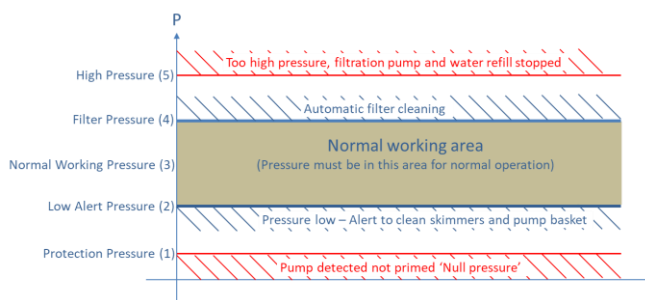 P
Too high pressure, filtration pump and water refill stopped
High Pressure (5)
Automatic filter cleaning
Filter Pressure (4)
Normal working area
Normal Working Pressure (3)
(Pressure must be in this area for normal operation)
Low Alert Pressure (2)
Pressure low – Alert to clean skimmers and pump basket
Protection Pressure (1)
Pump detected not primed ‘Null pressure’